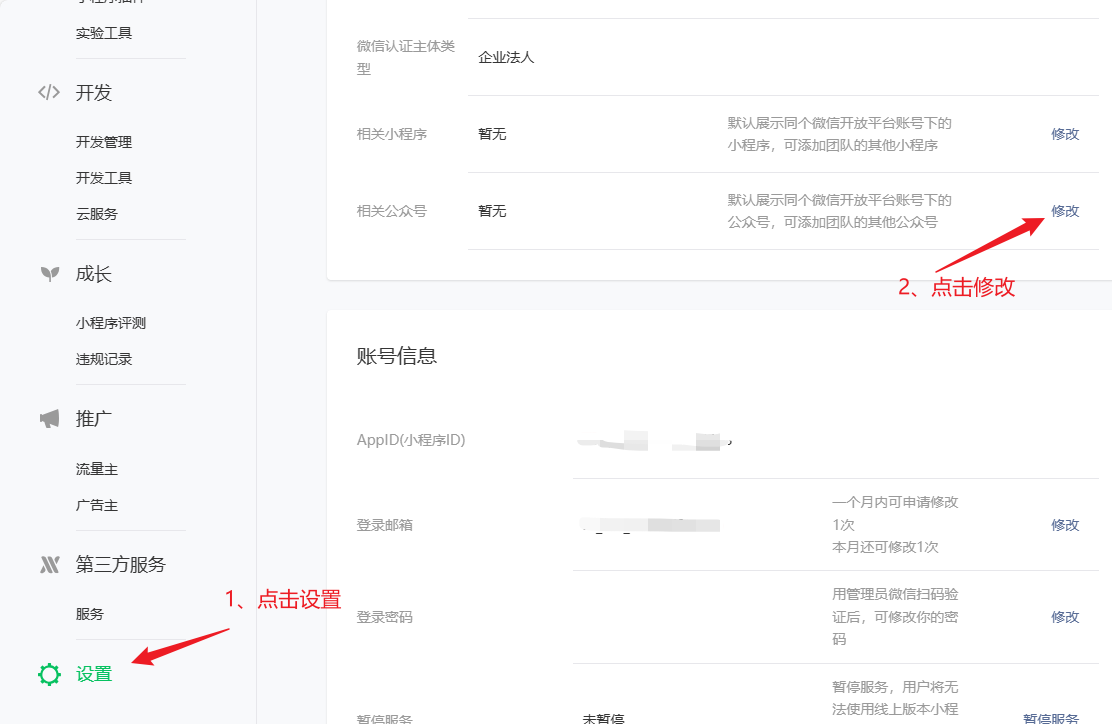 实验工具
开发
开发管理
开发工具
云服务
成长
小程序评测
违规记录
推广
流量主
广告主
第三方服务
服务
1、点击设置
设置
微信认证主体类
型
企业法人
相关小程序
暂无
默认展示同个微信开放平台账号下的
小程序，可添加团队的其他小程序
修改
相关公众号
暂无
默认展示同个微信开放平台账号下的
公众号，可添加团队的其他公众号
修改
2、点击修改
账号信息
AppID(小程序ID)
登录邮箱
一个月内可申请修改
1次
本月还可修改1次
修改
登录密码
用管理员微信扫码验
证后，可修改你的密
码
修改
暂停服务
未暂停
暂停服务，用户将无
法使用线上版本小程
暂停服务